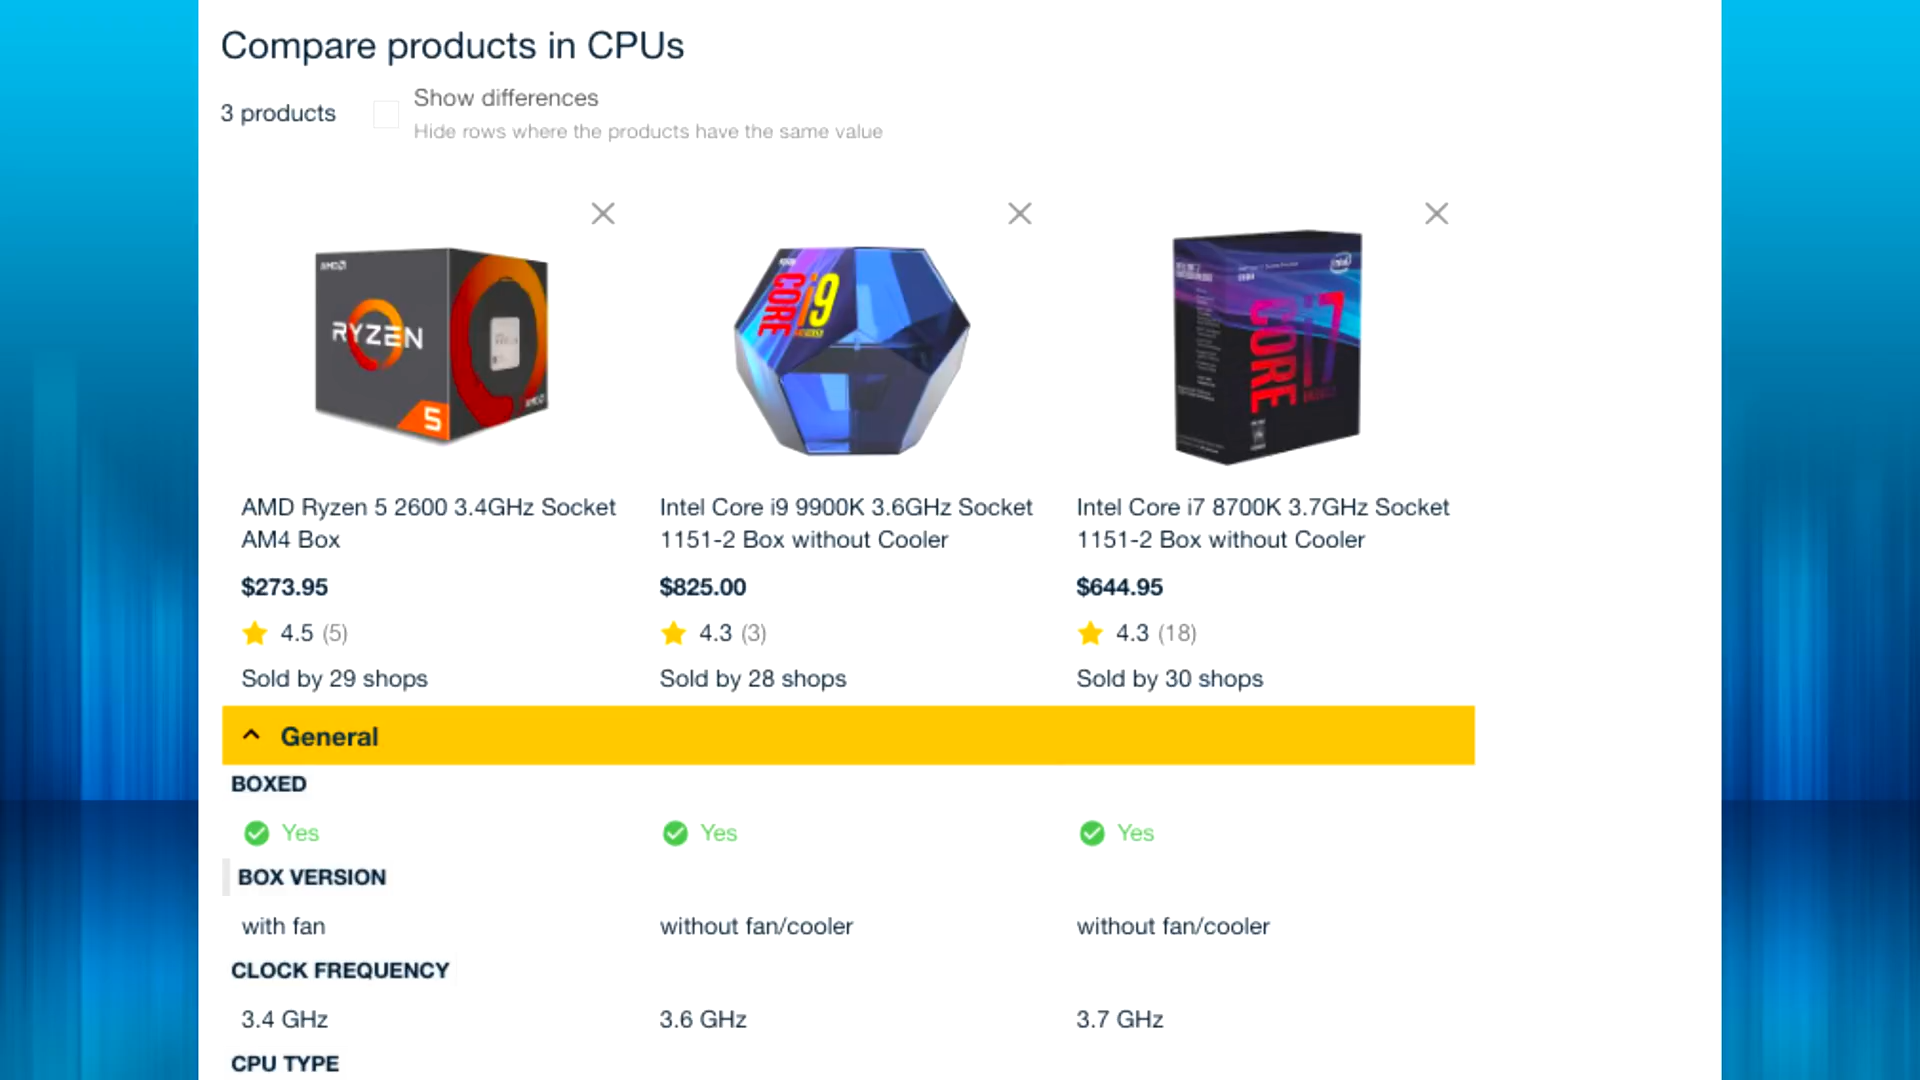 Compare products in CPUs
3 products
Show differences
Hide rows where the products have the same value
AMD
RYZEN
5
AMD
CORE i9
intel
CORE i7
AMD Ryzen 5 2600 3.4GHz Socket
AM4 Box
$273.95
4.5 (5)
Sold by 29 shops
Intel Core i9 9900K 3.6GHz Socket
1151-2 Box without Cooler
$825.00
4.3 (3)
Sold by 28 shops
Intel Core i7 8700K 3.7GHz Socket
1151-2 Box without Cooler
$644.95
4.3 (18)
Sold by 30 shops
General
BOXED
Yes
Yes
Yes
BOX VERSION
with fan
without fan/cooler
without fan/cooler
CLOCK FREQUENCY
3.4 GHz
3.6 GHz
3.7 GHz
CPU TYPE